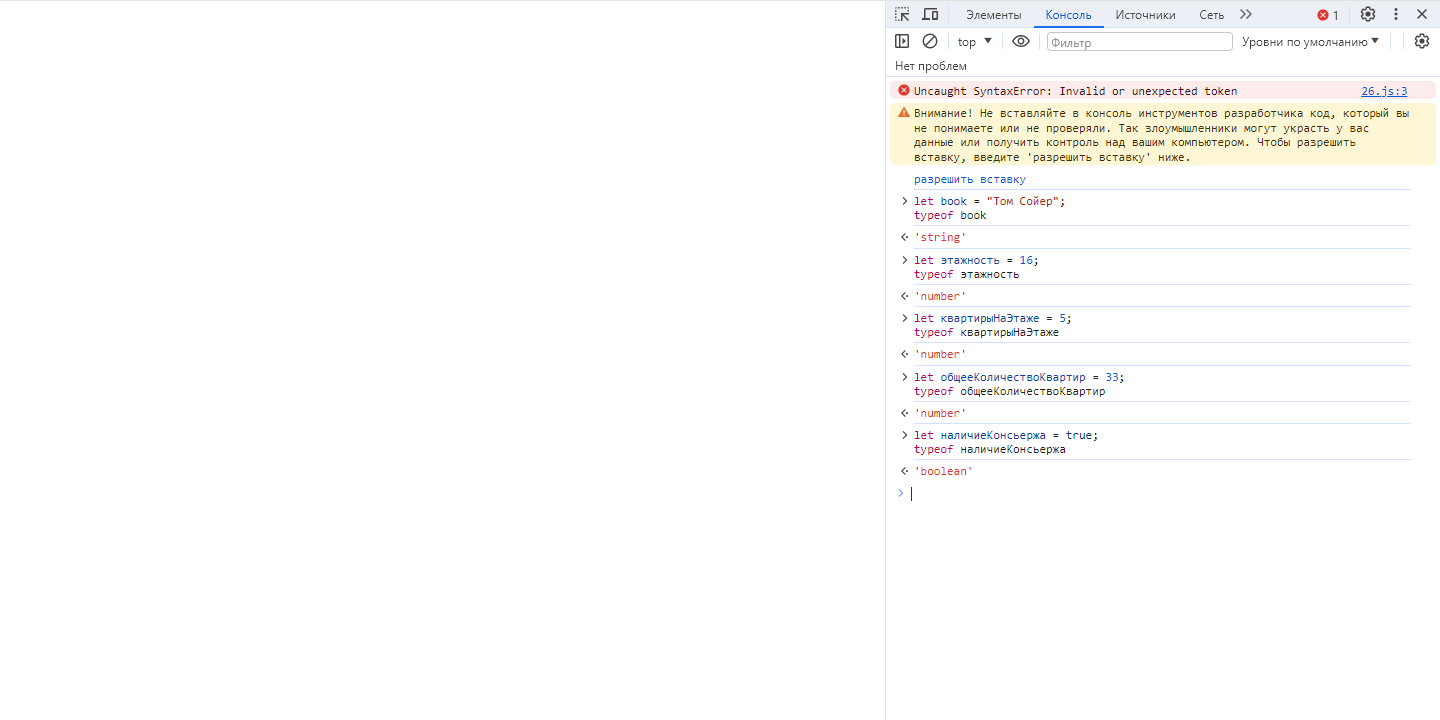 Элементы Консоль Источники Сеть 1
top Фильтр Уровни по умолчанию
Нет проблем
Uncaught SyntaxError: Invalid or unexpected token 26.js:3
Внимание! Не вставляйте в консоль инструментов разработчика код, который вы
не понимаете или не проверяли. Так злоумышленники могут украсть у вас
данные или получить контроль над вашим компьютером. Чтобы разрешить
вставку, введите 'разрешить вставку' ниже.
разрешить вставку
let book = "Том Сойер";
typeof book
'string'
let этажность = 16;
typeof этажность
'number'
let квартирыНаЭтаже = 5;
typeof квартирыНаЭтаже
'number'
let общееКоличествоКвартир = 33;
typeof общееКоличествоКвартир
'number'
let наличиеКонсьержа = true;
typeof наличиеКонсьержа
'boolean'